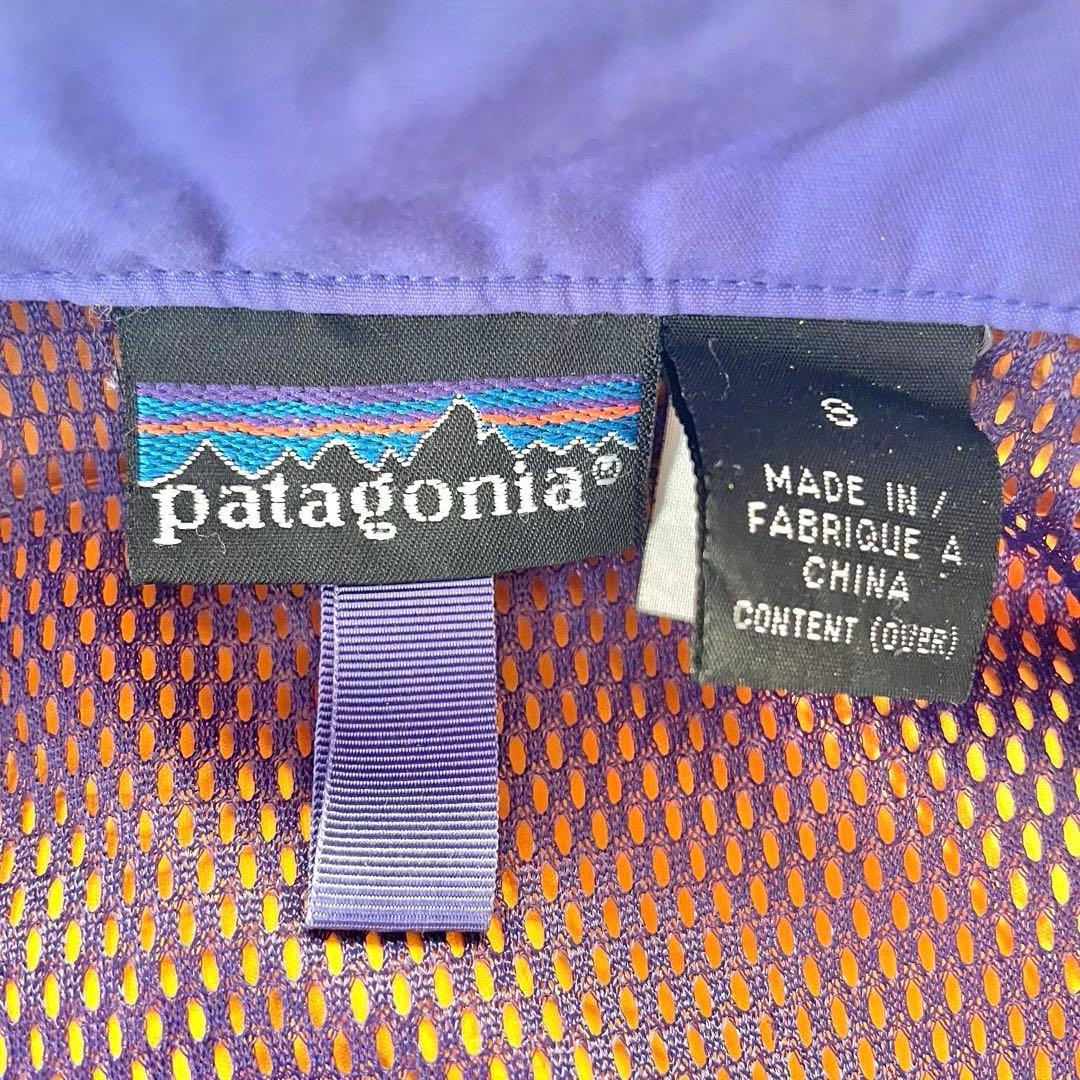 patagonia®
S
MADE IN /
FABRIQUE A
CHINA
CONTENT (OVER)